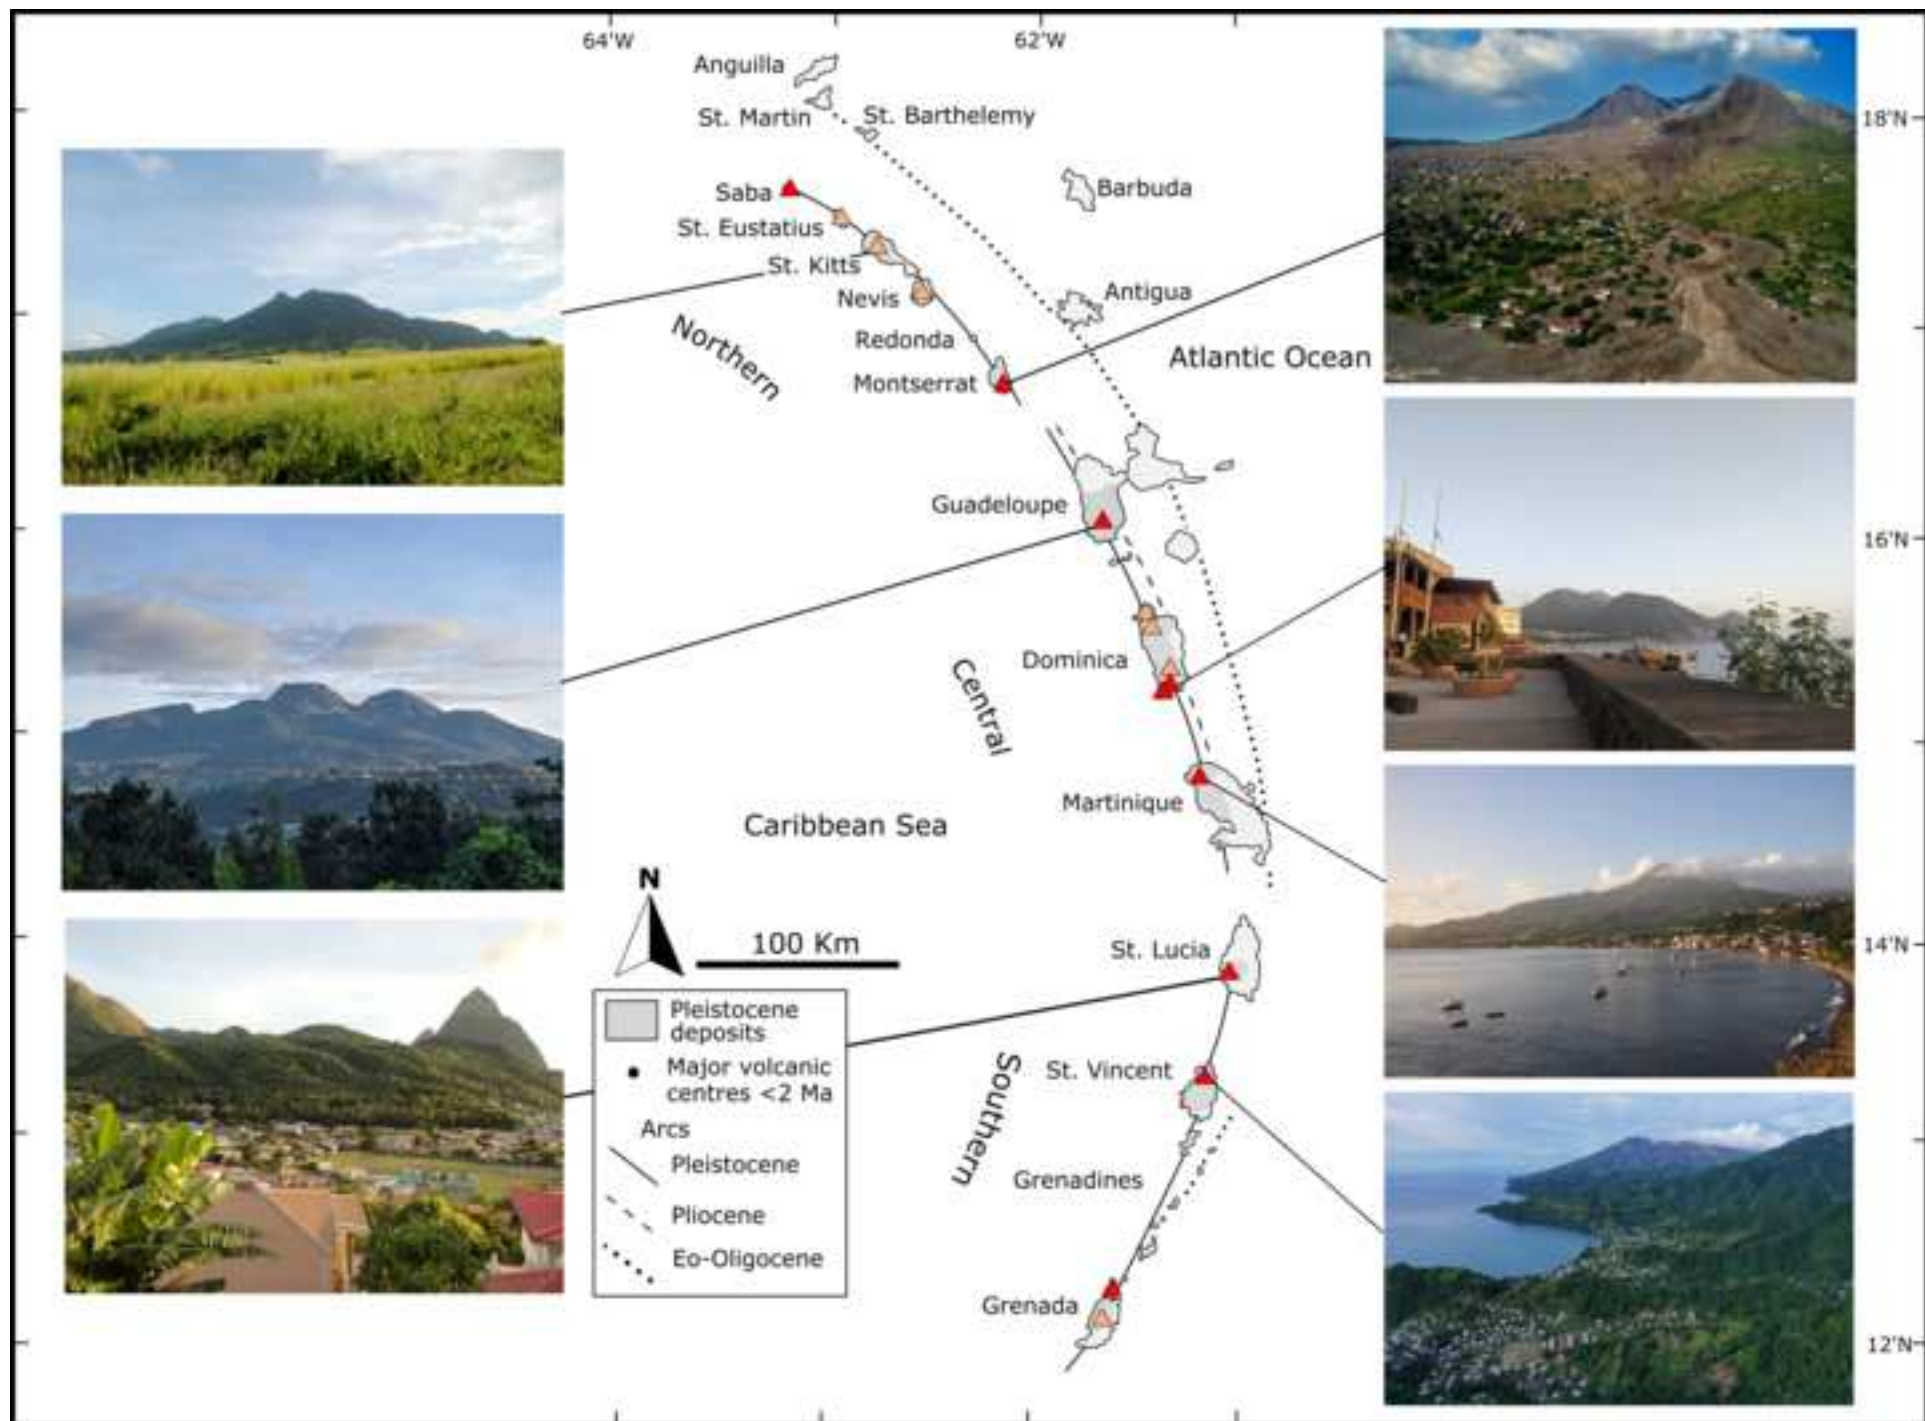 64'W
62'W
Anguilla
St. Martin
St. Barthelemy
18'N
Saba
Barbuda
St. Eustatius
St. Kitts
Nevis
Antigua
Northern
Redonda
Atlantic Ocean
Montserrat
Guadeloupe
16'N
Dominica
Central
Martinique
Caribbean Sea
N
100 Km
St. Lucia
14'N
Pleistocene
deposits
Major volcanic
centres <2 Ma
Arcs
Pleistocene
Pliocene
Eo-Oligocene
St. Vincent
Southern
Grenadines
Grenada
12'N